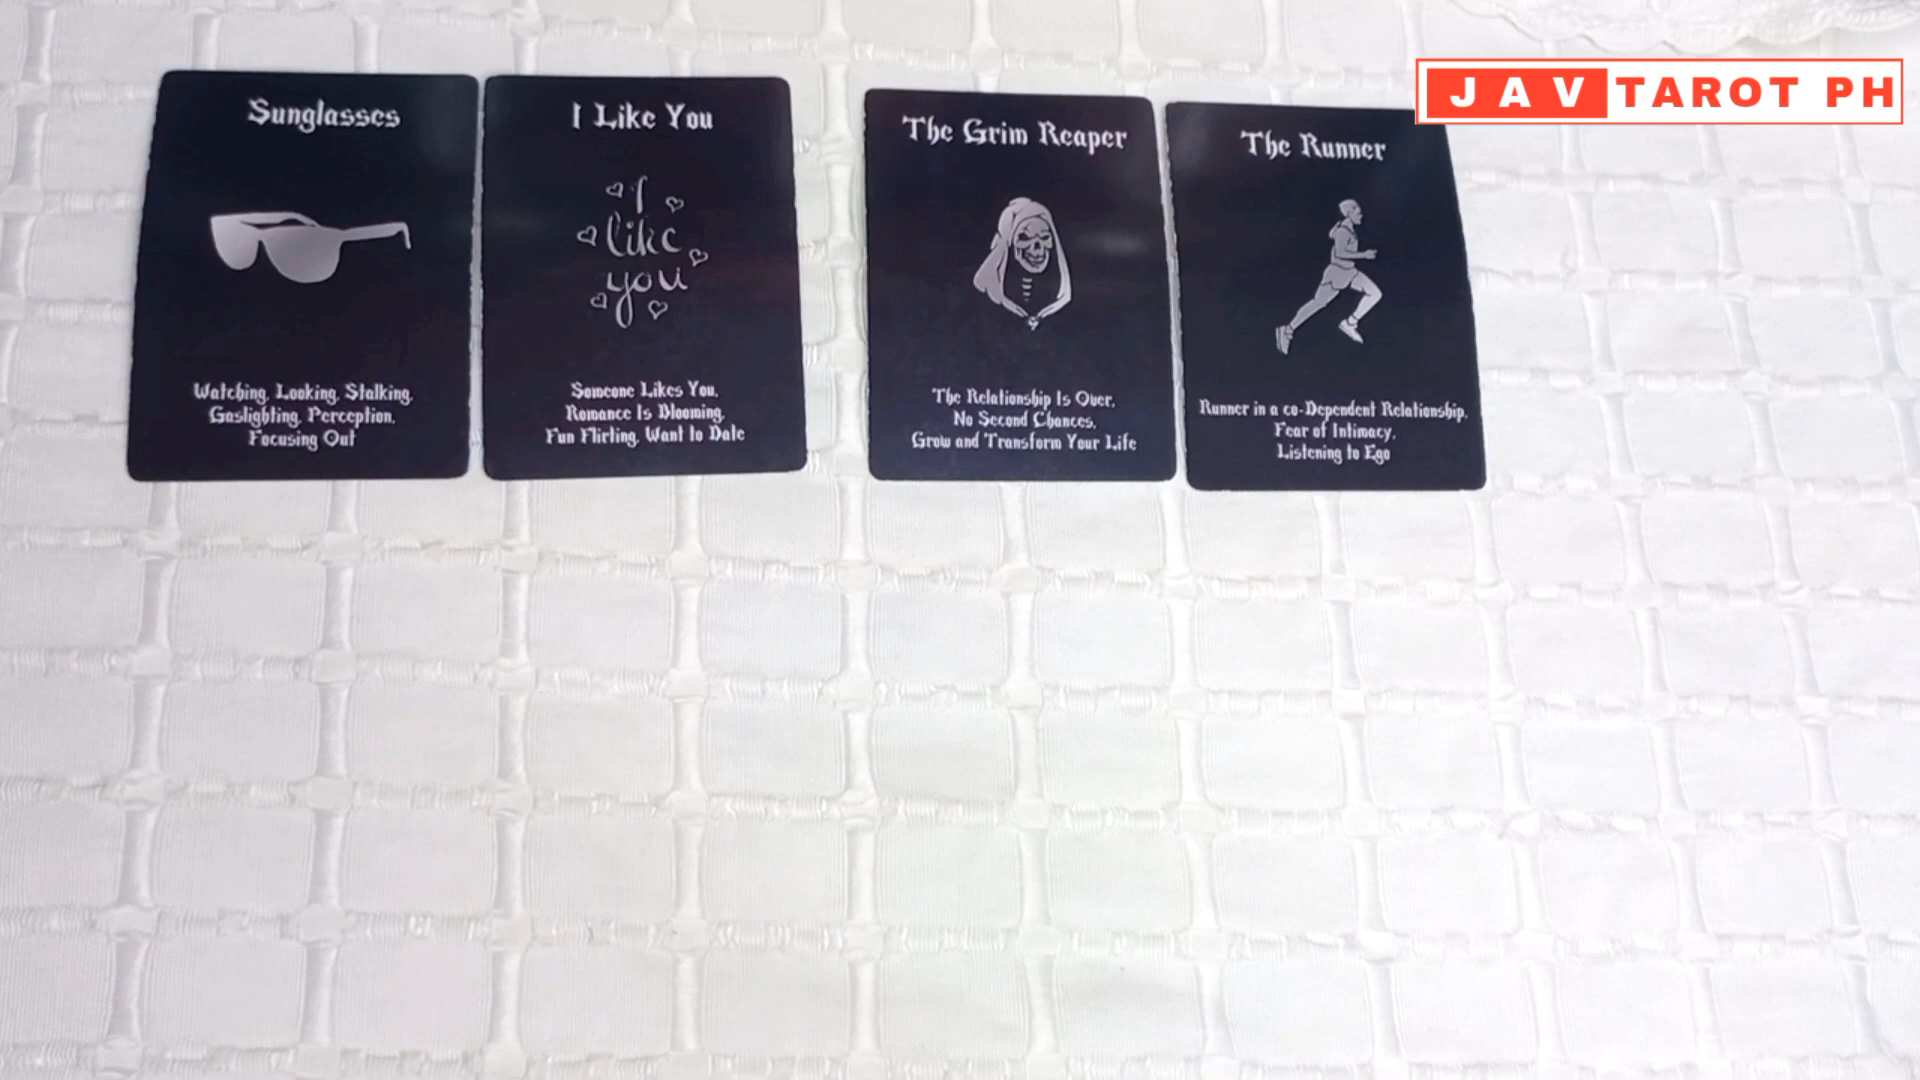 JAV TAROT PH
Sunglasses
Watching, Looking, Stalking,
Gaslighting, Perception,
Focusing Out
I Like You
I
like
you
Someone Likes You,
Romance Is Blooming,
Fun Flirting, Want to Date
The Grim Reaper
The Relationship Is Over,
No Second Chances,
Grow and Transform Your Life
The Runner
Runner in a co-Dependent Relationship,
Fear of Intimacy,
Listening to Ego